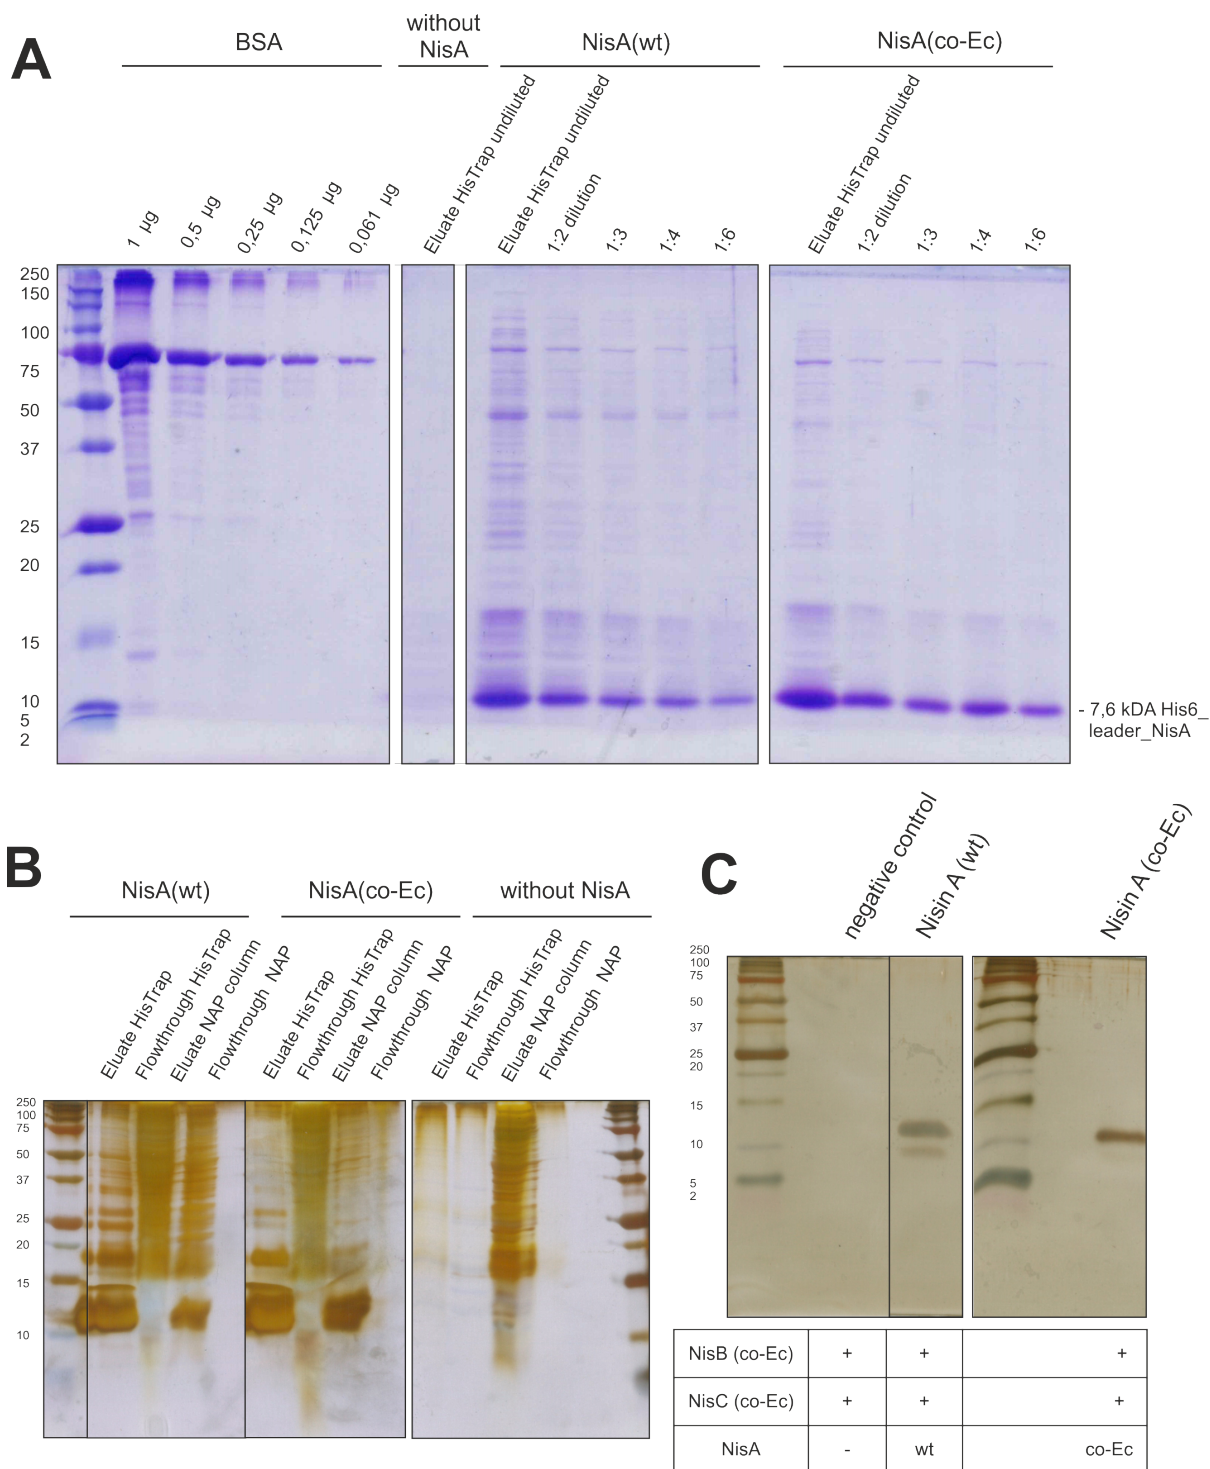 A
BSA
without
NisA
NisA(wt)
NisA(co-Ec)
1 µg
0,5 µg
0,25 µg
0,125 µg
0,061 µg
Eluate HisTrap undiluted
Eluate HisTrap undiluted
1:2 dilution
1:3
1:4
1:6
Eluate HisTrap undiluted
1:2 dilution
1:3
1:4
1:6
250
150
100
75
50
37
25
20
15
10
5
2
- 7,6 kDA His6_
leader_NisA
B
NisA(wt)
NisA(co-Ec)
without NisA
Eluate HisTrap
Flowthrough HisTrap
Eluate NAP column
Flowthrough NAP
Eluate HisTrap
Flowthrough HisTrap
Eluate NAP column
Flowthrough NAP
Eluate HisTrap
Flowthrough HisTrap
Eluate NAP column
Flowthrough NAP
250
100
75
50
37
25
20
15
10
C
negative control
Nisin A (wt)
Nisin A (co-Ec)
250
100
75
50
37
25
20
15
10
5
2
NisB (co-Ec) + + +
NisC (co-Ec) + + +
NisA - wt co-Ec